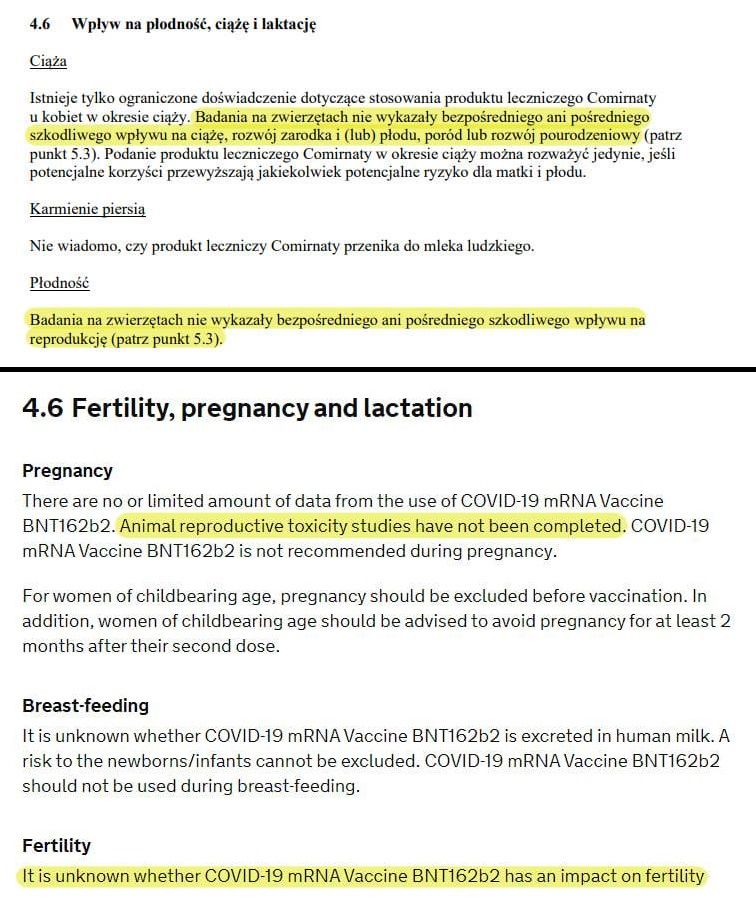 4.6 Wpływ na płodność, ciążę i laktację
Ciąża
Istnieje tylko ograniczone doświadczenie dotyczące stosowania produktu leczniczego Comirnaty
u kobiet w okresie ciąży. Badania na zwierzętach nie wykazały bezpośredniego ani pośredniego
szkodliwego wpływu na ciążę, rozwój zarodka i (lub) płodu, poród lub rozwój pourodzeniowy (patrz
punkt 5.3). Podanie produktu leczniczego Comirnaty w okresie ciąży można rozważyć jedynie, jeśli
potencjalne korzyści przewyższają jakiekolwiek potencjalne ryzyko dla matki i płodu.
Karmienie piersią
Nie wiadomo, czy produkt leczniczy Comirnaty przenika do mleka ludzkiego.
Płodność
Badania na zwierzętach nie wykazały bezpośredniego ani pośredniego szkodliwego wpływu na
reprodukcję (patrz punkt 5.3).
4.6 Fertility, pregnancy and lactation
Pregnancy
There are no or limited amount of data from the use of COVID-19 mRNA Vaccine
BNT162b2. Animal reproductive toxicity studies have not been completed. COVID-19
mRNA Vaccine BNT162b2 is not recommended during pregnancy.
For women of childbearing age, pregnancy should be excluded before vaccination. In
addition, women of childbearing age should be advised to avoid pregnancy for at least 2
months after their second dose.
Breast-feeding
It is unknown whether COVID-19 mRNA Vaccine BNT162b2 is excreted in human milk. A
risk to the newborns/infants cannot be excluded. COVID-19 mRNA Vaccine BNT162b2
should not be used during breast-feeding.
Fertility
It is unknown whether COVID-19 mRNA Vaccine BNT162b2 has an impact on fertility